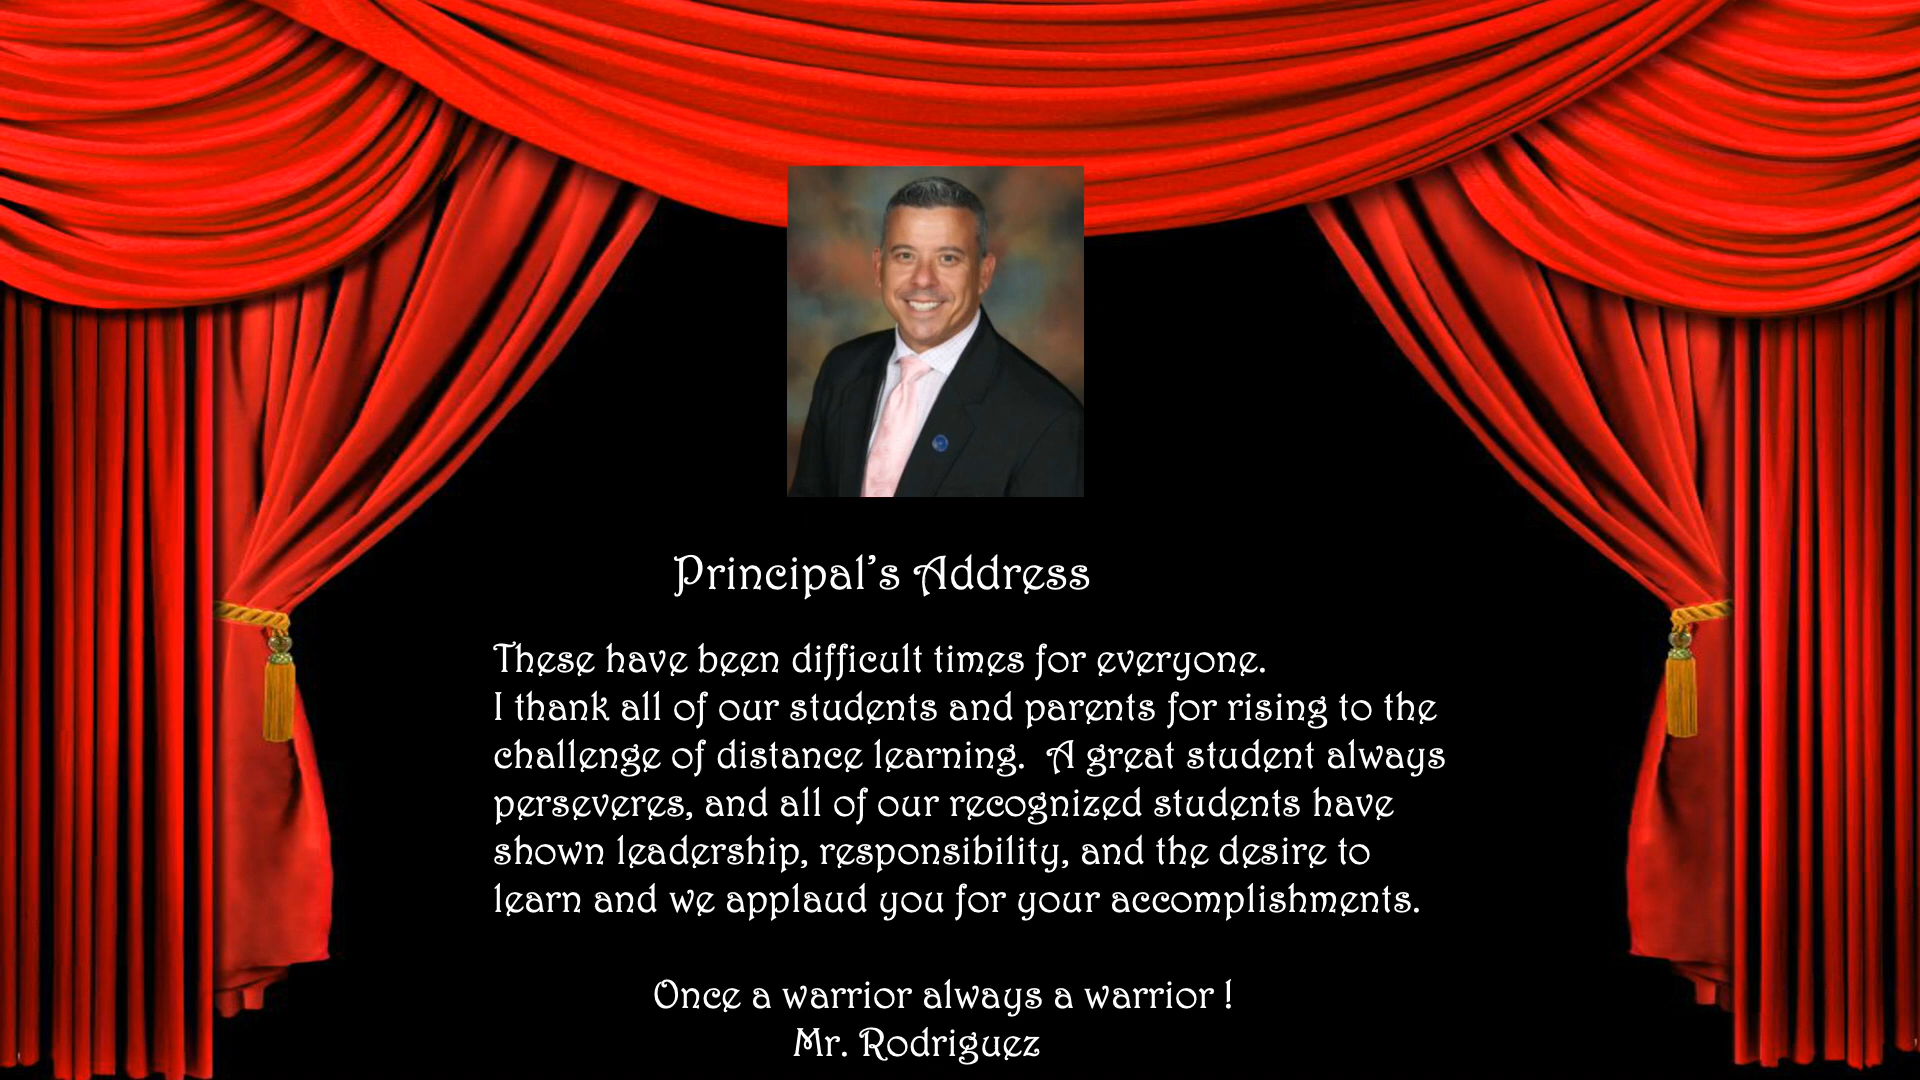 Principal's Address
These have been difficult times for everyone.
I thank all of our students and parents for rising to the
challenge of distance learning.  A great student always
perseveres, and all of our recognized students have
shown leadership, responsibility, and the desire to
learn and we applaud you for your accomplishments.
Once a warrior always a warrior !
Mr. Rodriguez